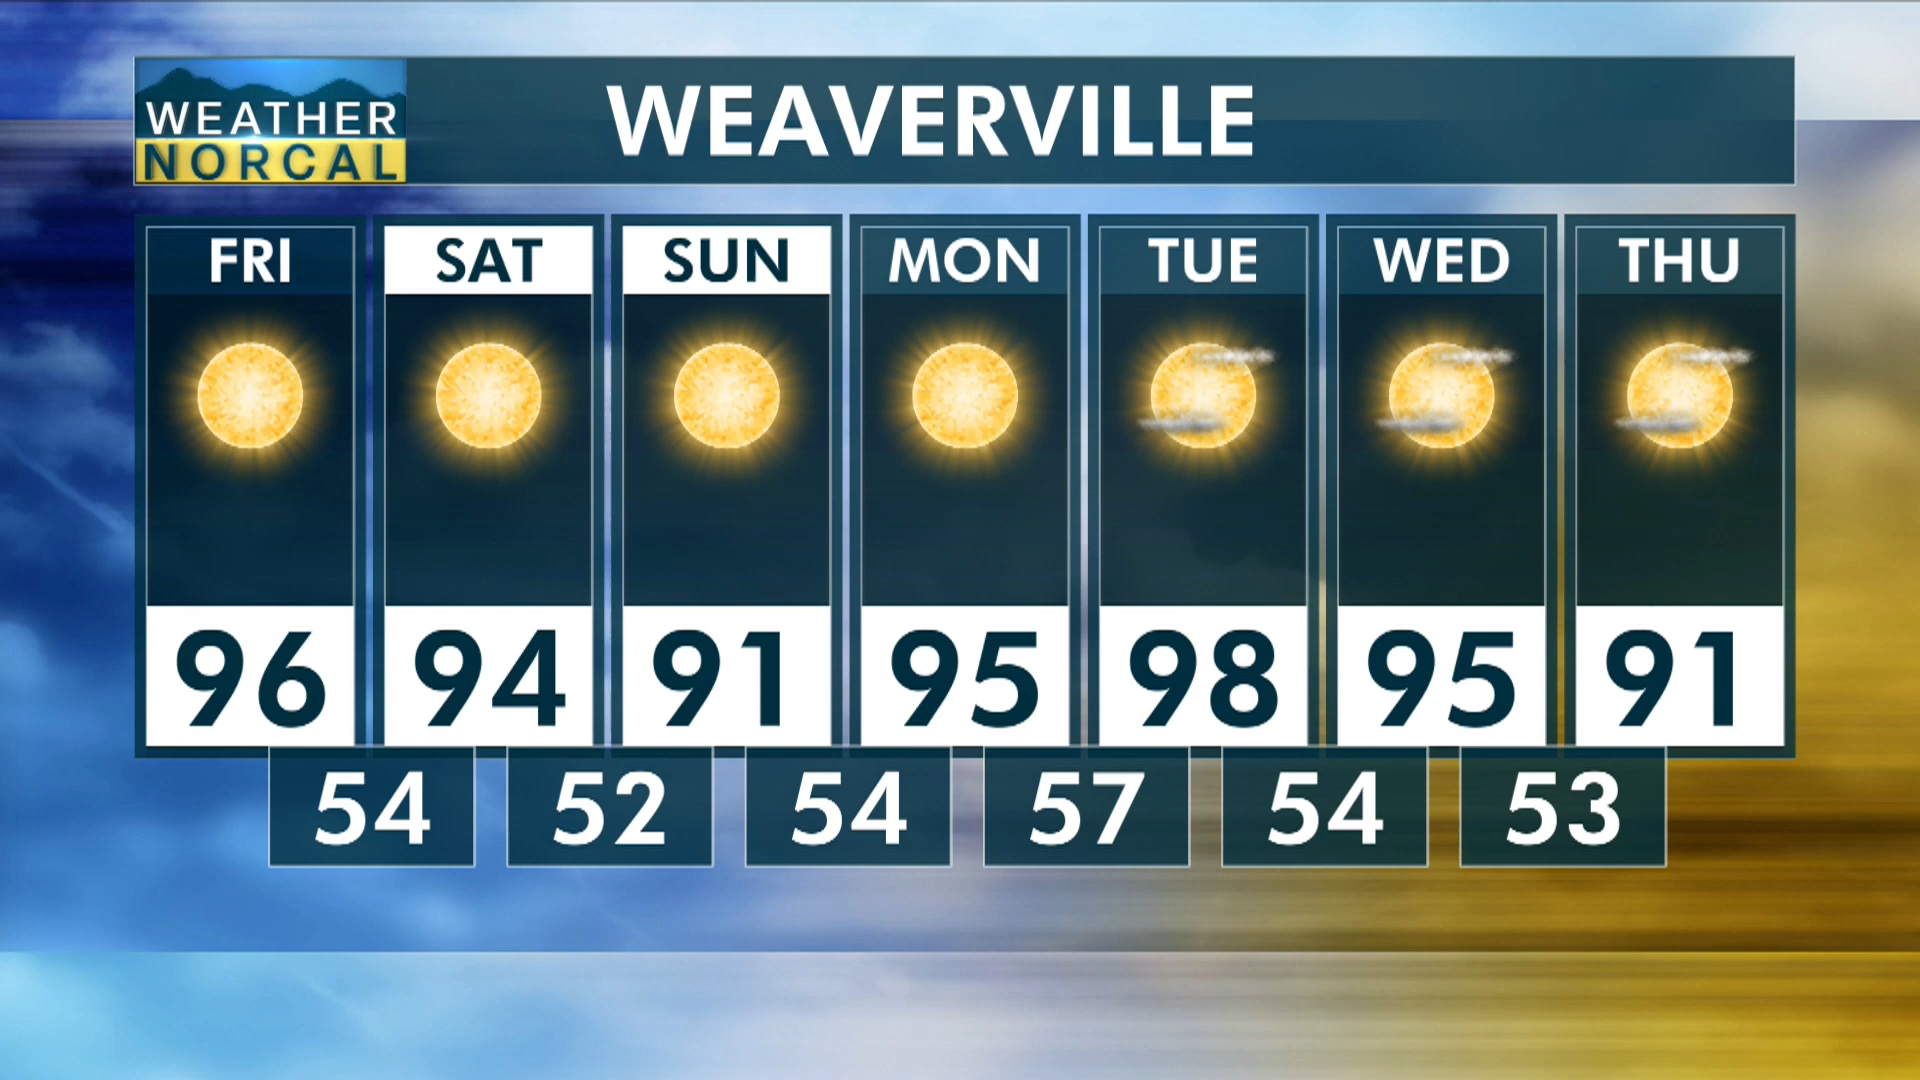 WEATHER
NORCAL
WEAVERVILLE
FRI SAT SUN MON TUE WED THU
96 94 91 95 98 95 91
54 52 54 57 54 53